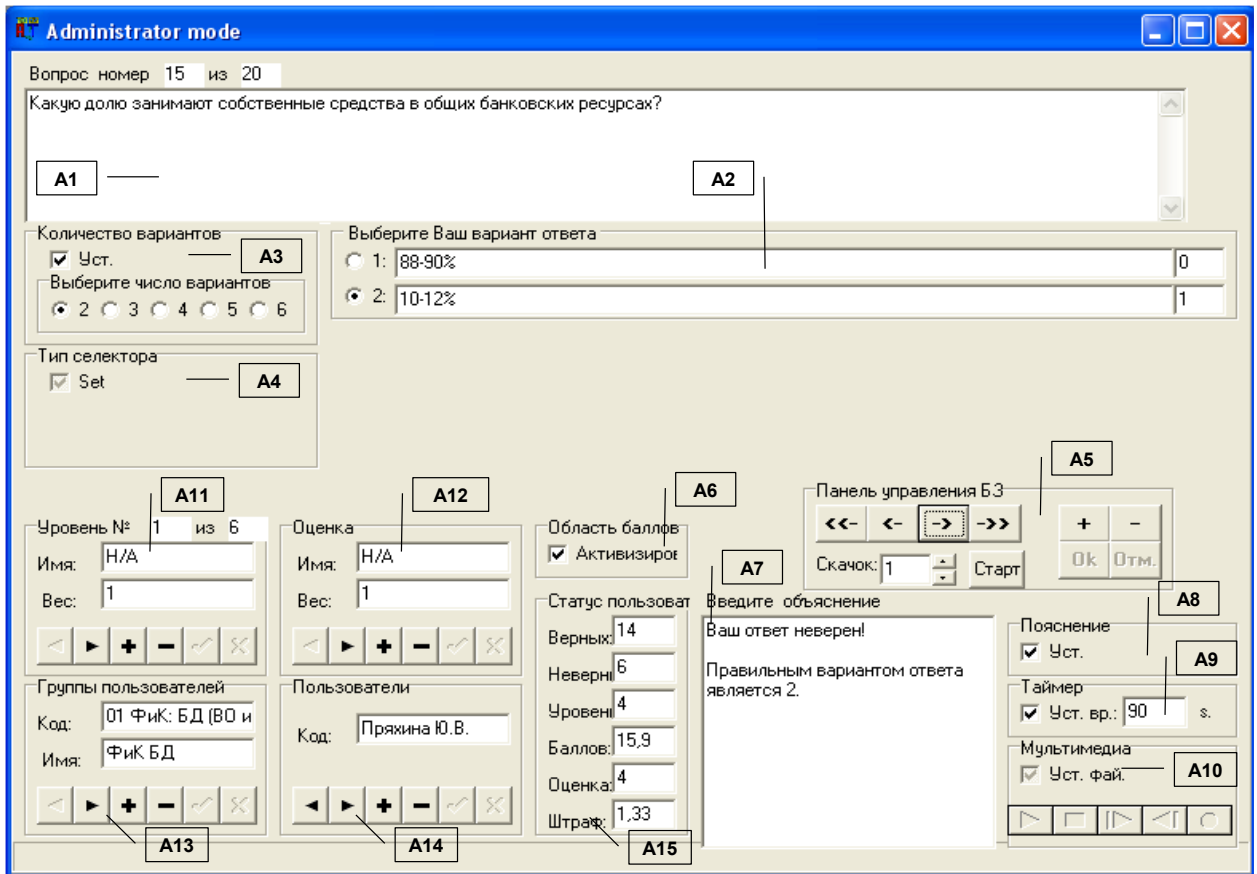 Administrator mode
Вопрос номер 15 из 20
Какую долю занимают собственные средства в общих банковских ресурсах?
A1
A2
Количество вариантов
Уст.
A3
Выберите число вариантов
2 3 4 5 6
Выберите Ваш вариант ответа
1: 88-90% 0
2: 10-12% 1
Тип селектора
Set
A4
A5
Панель управления БЗ
<<- <- -> ->> + -
Скачок: 1 Старт Ok Отм.
A11
Уровень № 1 из 6
Имя: Н/А
Вес: 1
A12
Оценка
Имя: Н/А
Вес: 1
A6
Область баллов
Активизиров
Группы пользователей
Код: 01 ФиК: БД (ВО и
Имя: ФиК БД
A13
Пользователи
Код: Пряхина Ю.В.
A14
Статус пользоват
Верных: 14
Неверн 6
Уровень 4
Баллов: 15,9
Оценка: 4
Штраф: 1,33
A15
A7
Введите объяснение
Ваш ответ неверен!
Правильным вариантом ответа
является 2.
A8
Пояснение
Уст.
A9
Таймер
Уст. вр.: 90 s.
Мультимедиа
Уст. фай.
A10